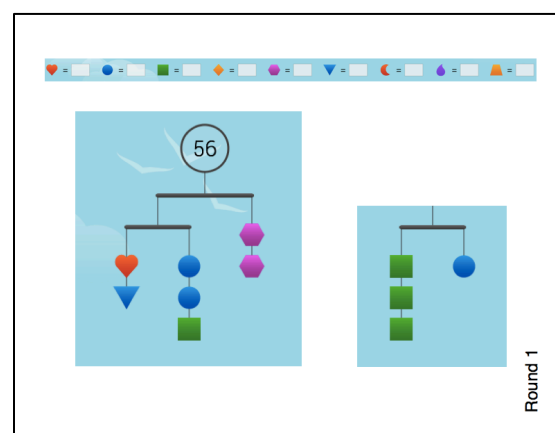 = = = = = = = = =
56
Round 1